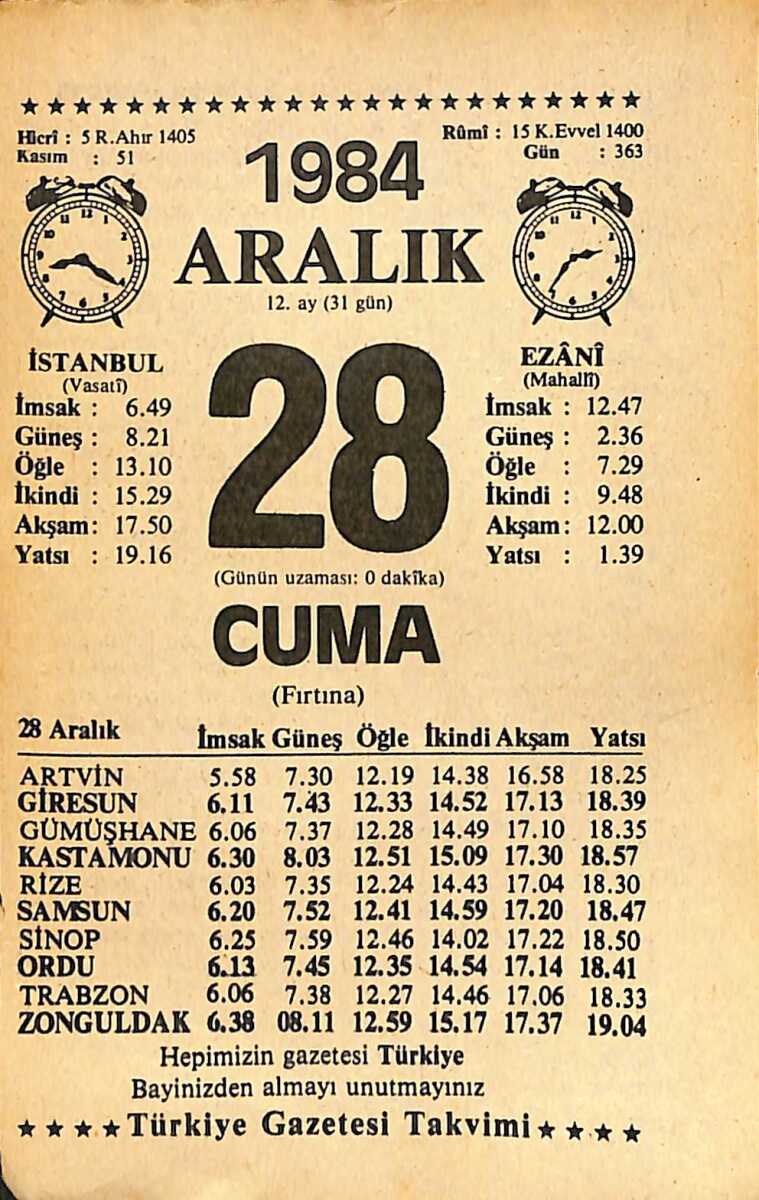 Hicrî : 5 R.Ahır 1405
Kasım : 51
Rûmî : 15 K.Evvel 1400
Gün : 363
1984
ARALIK
12. ay (31 gün)
28
(Günün uzaması: 0 dakîka)
CUMA
(Fırtına)
İSTANBUL
(Vasatî)
İmsak : 6.49
Güneş : 8.21
Öğle : 13.10
İkindi : 15.29
Akşam: 17.50
Yatsı : 19.16
EZÂNÎ
(Mahallî)
İmsak : 12.47
Güneş : 2.36
Öğle : 7.29
İkindi : 9.48
Akşam: 12.00
Yatsı : 1.39
28 Aralık İmsak Güneş Öğle İkindi Akşam Yatsı
ARTVİN 5.58 7.30 12.19 14.38 16.58 18.25
GİRESUN 6.11 7.43 12.33 14.52 17.13 18.39
GÜMÜŞHANE 6.06 7.37 12.28 14.49 17.10 18.35
KASTAMONU 6.30 8.03 12.51 15.09 17.30 18.57
RİZE 6.03 7.35 12.24 14.43 17.04 18.30
SAMSUN 6.20 7.52 12.41 14.59 17.20 18.47
SİNOP 6.25 7.59 12.46 14.02 17.22 18.50
ORDU 6.13 7.45 12.35 14.54 17.14 18.41
TRABZON 6.06 7.38 12.27 14.46 17.06 18.33
ZONGULDAK 6.38 08.11 12.59 15.17 17.37 19.04
Hepimizin gazetesi Türkiye
Bayinizden almayı unutmayınız
★ ★ ★ ★ Türkiye Gazetesi Takvimi ★ ★ ★ ★